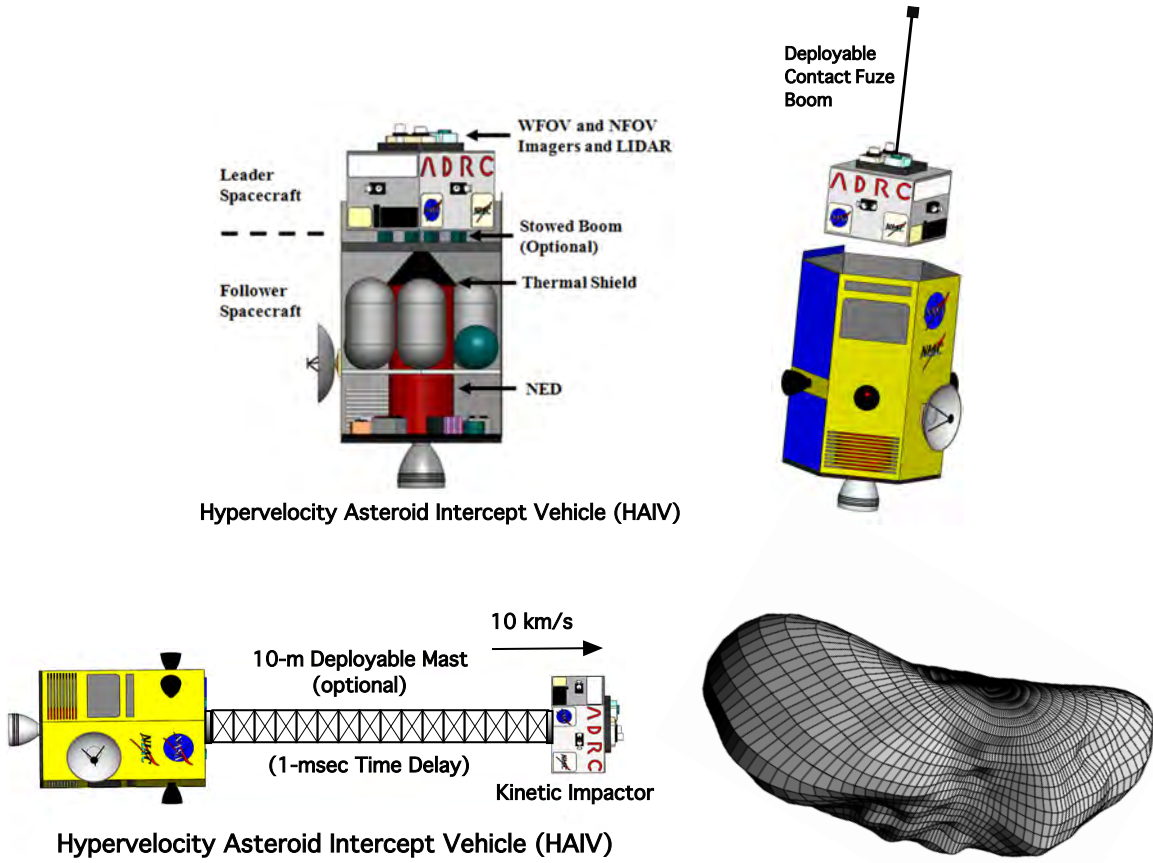 Deployable
Contact Fuze
Boom
WFOV and NFOV
Imagers and LIDAR
Leader
Spacecraft
ADRC
ADRC
Stowed Boom
(Optional)
Thermal Shield
Follower
Spacecraft
NED
Hypervelocity Asteroid Intercept Vehicle (HAIV)
10 km/s
10-m Deployable Mast
(optional)
ADRC
(1-msec Time Delay)
Kinetic Impactor
Hypervelocity Asteroid Intercept Vehicle (HAIV)